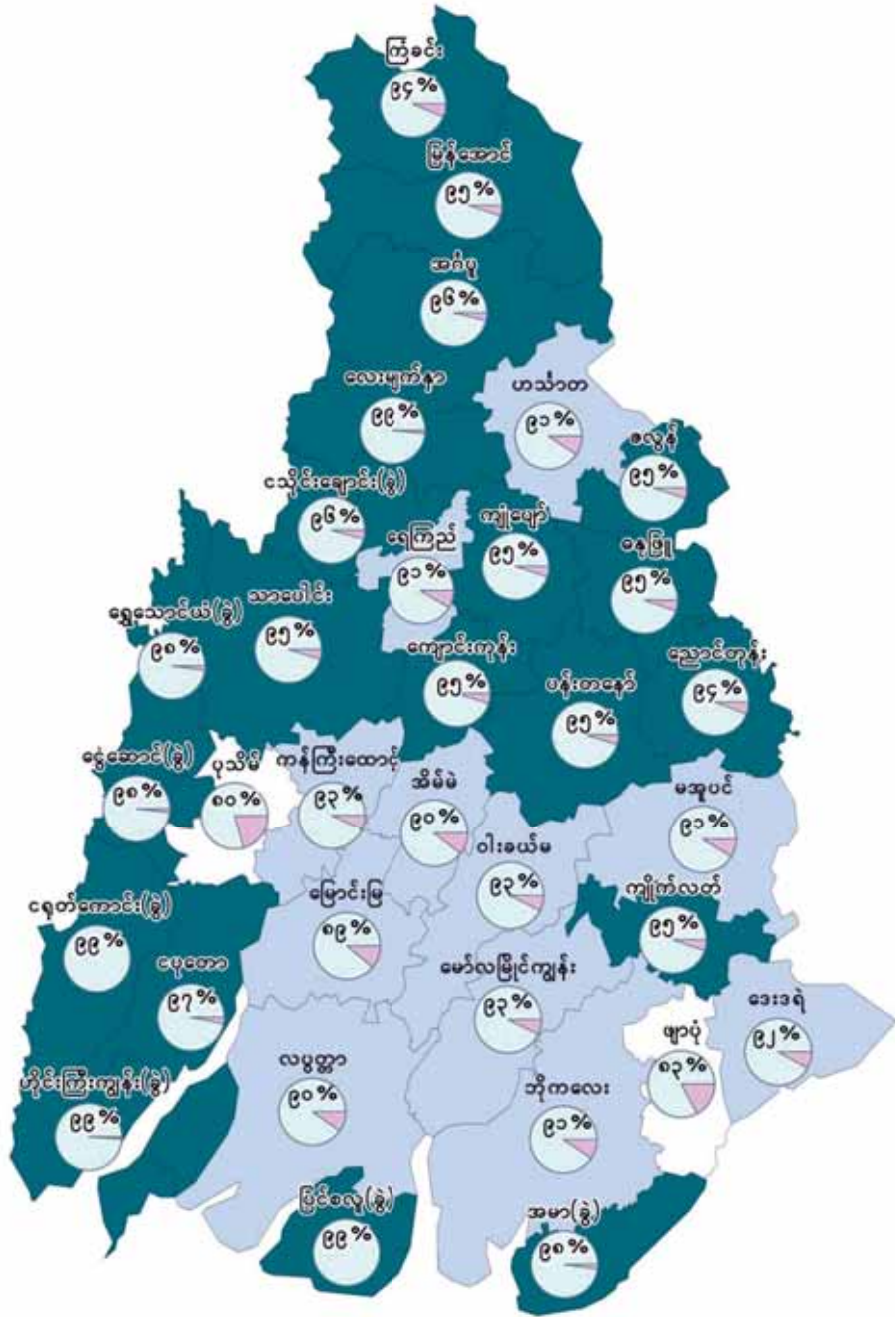 ကြံခင်း
၉၄%
မြန်အောင်
၉၅%
အင်္ဂပူ
၉၆%
လေးမျက်နှာ
၉၉%
ဟင်္သာတ
၉၁%
ဇလွန်
၉၅%
ငသိုင်းချောင်း(ခွဲ)
၉၆%
ရေကြည်
၉၁%
ကျုံပျော်
၉၅%
ဓနုဖြူ
၉၅%
ရွှေသောင်ယံ(ခွဲ)
၉၈%
သာပေါင်း
၉၅%
ကျောင်းကုန်း
၉၅%
ပန်းတနော်
၉၅%
ညောင်တုန်း
၉၄%
ငွေဆောင်(ခွဲ)
၉၈%
ပုသိမ်
၈၀%
ကန်ကြီးထောင့်
၉၃%
အိမ်မဲ
၉၀%
ဝါးခယ်မ
၉၃%
မအူပင်
၉၁%
ကျိုက်လတ်
၉၅%
ငရုတ်ကောင်း(ခွဲ)
၉၉%
မြောင်းမြ
၈၉%
မော်လမြိုင်ကျွန်း
၉၃%
ငပုတော
၉၇%
ဖျာပုံ
၈၃%
ဒေးဒရဲ
၉၂%
ဟိုင်းကြီးကျွန်း(ခွဲ)
၉၉%
လပွတ္တာ
၉၀%
ဘိုကလေး
၉၁%
ပြင်စလူ(ခွဲ)
၉၉%
အမာ(ခွဲ)
၉၈%